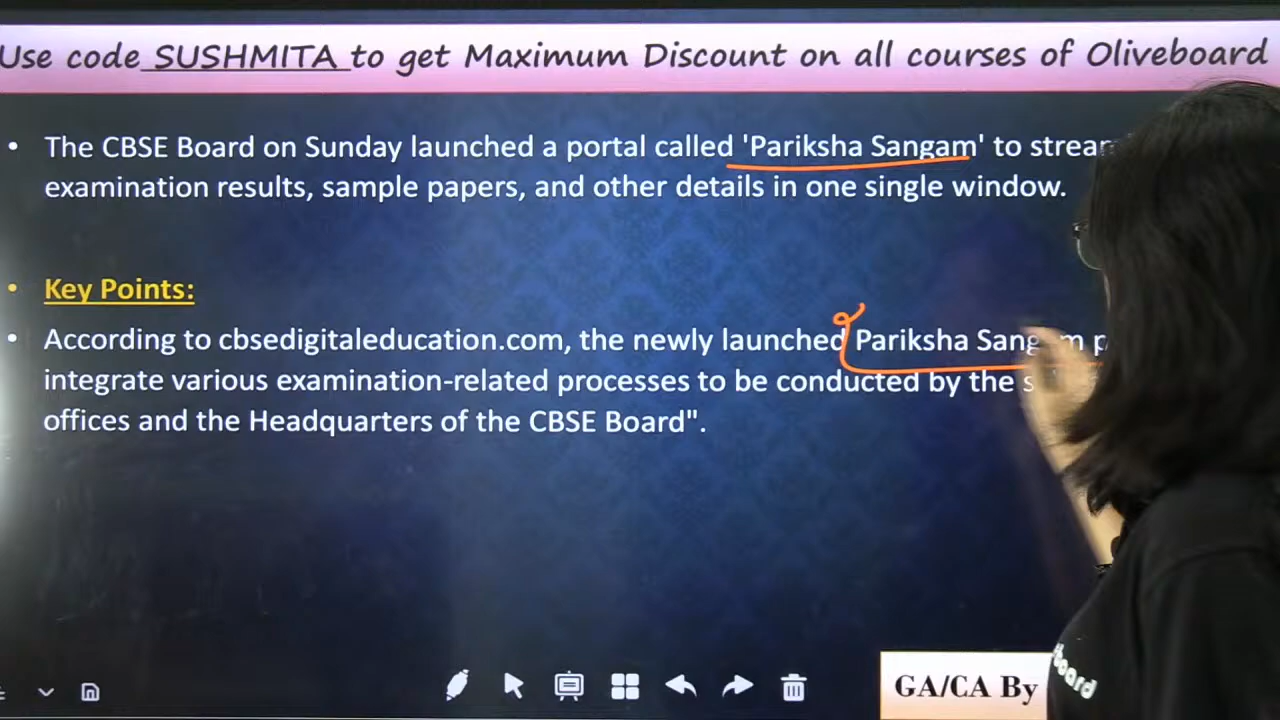 Use code SUSHMITA to get Maximum Discount on all courses of Oliveboard
• The CBSE Board on Sunday launched a portal called 'Pariksha Sangam' to
examination results, sample papers, and other details in one single window.
• Key Points:
• According to cbsedigitaleducation.com, the newly launched Pariksha Sangam
integrate various examination-related processes to be conducted by the
offices and the Headquarters of the CBSE Board".
GA/CA By